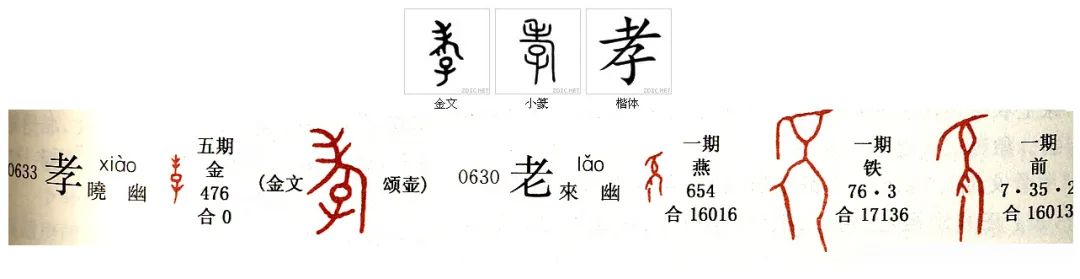 孝
ZDIC.NET ZDIC.NET ZDIC.NET
金文 小篆 楷体
0633 孝 xiào 曉 幽
五期
金
476
合 0
(金文 颂壶)
0630 老 lǎo 來 幽
一期
燕
654
合 16016
一期
铁
76·3
合 17136
一期
前
7·35·2
合 16013